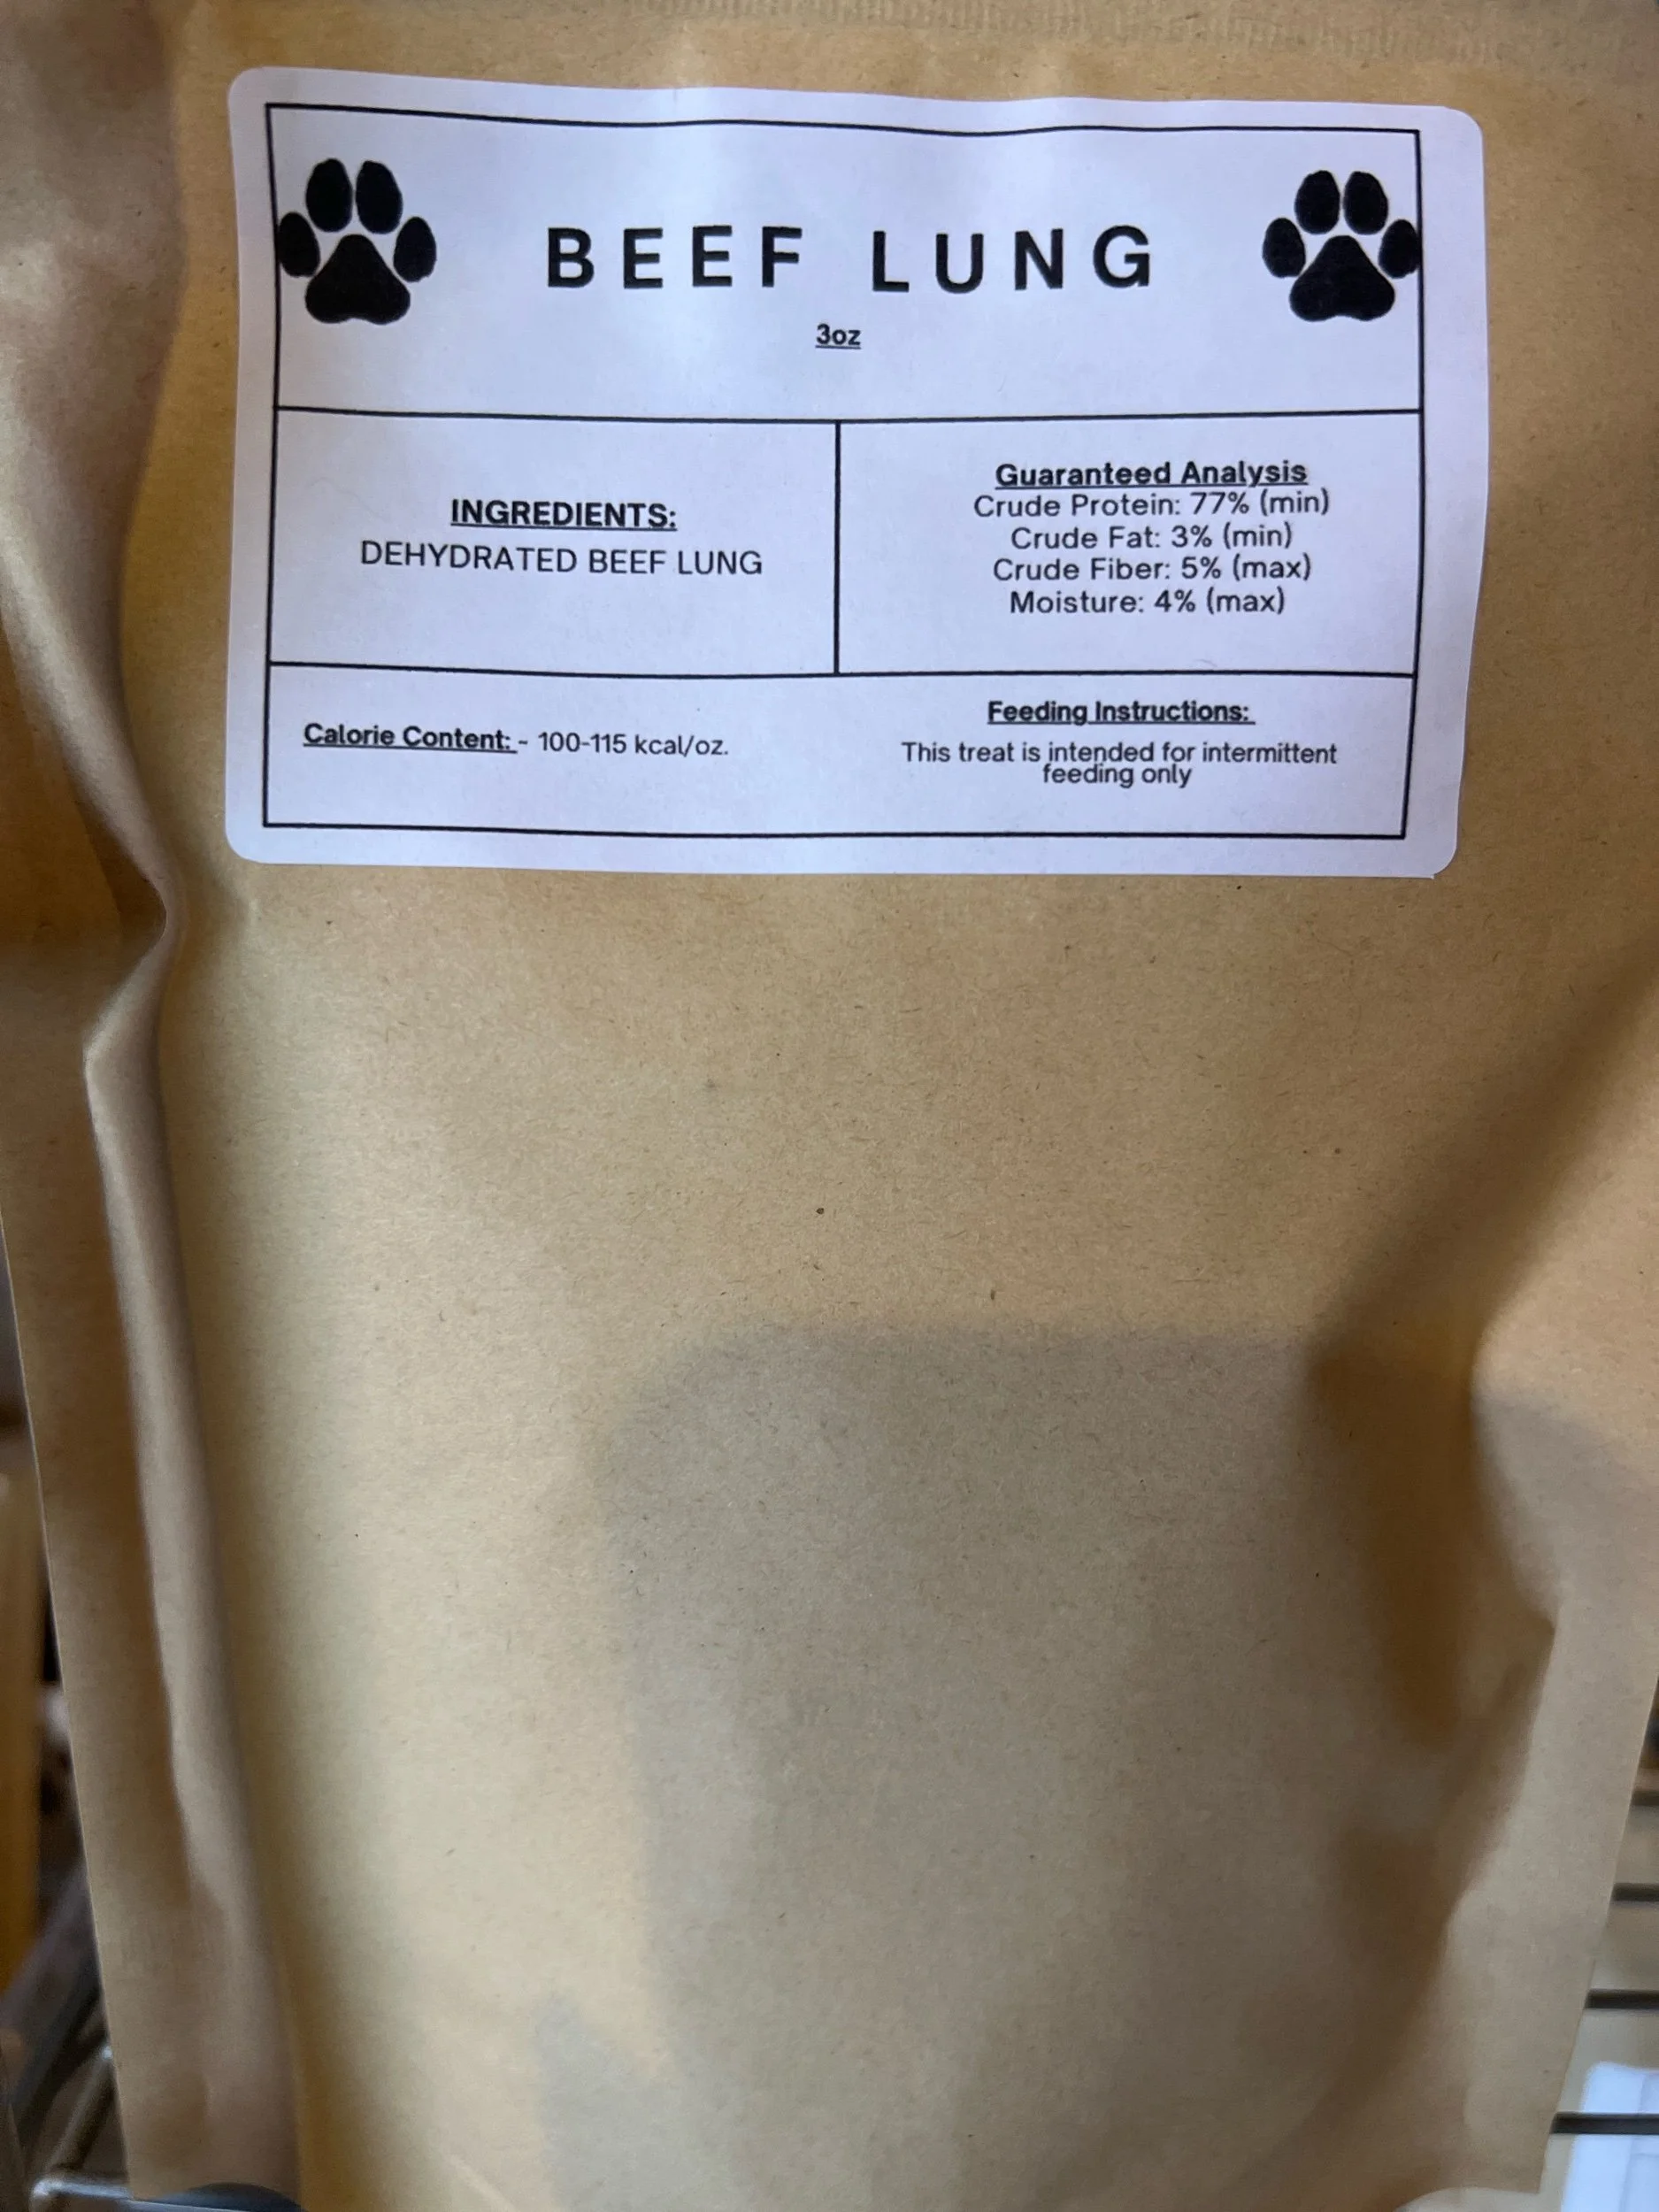 BEEF LUNG
3oz
INGREDIENTS:
DEHYDRATED BEEF LUNG
Guaranteed Analysis
Crude Protein: 77% (min)
Crude Fat: 3% (min)
Crude Fiber: 5% (max)
Moisture: 4% (max)
Calorie Content: - 100-115 kcal/oz.
Feeding Instructions:
This treat is intended for intermittent
feeding only